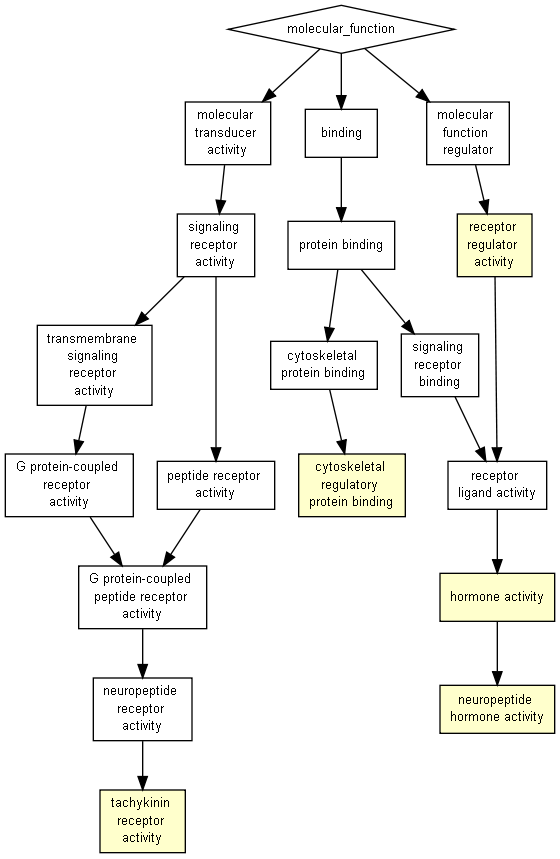 molecular_function
molecular
transducer
activity
binding
molecular
function
regulator
signaling
receptor
activity
protein binding
receptor
regulator
activity
transmembrane
signaling
receptor
activity
cytoskeletal
protein binding
signaling
receptor
binding
G protein-coupled
receptor
activity
peptide receptor
activity
cytoskeletal
regulatory
protein binding
receptor
ligand activity
G protein-coupled
peptide receptor
activity
hormone activity
neuropeptide
receptor
activity
neuropeptide
hormone activity
tachykinin
receptor
activity